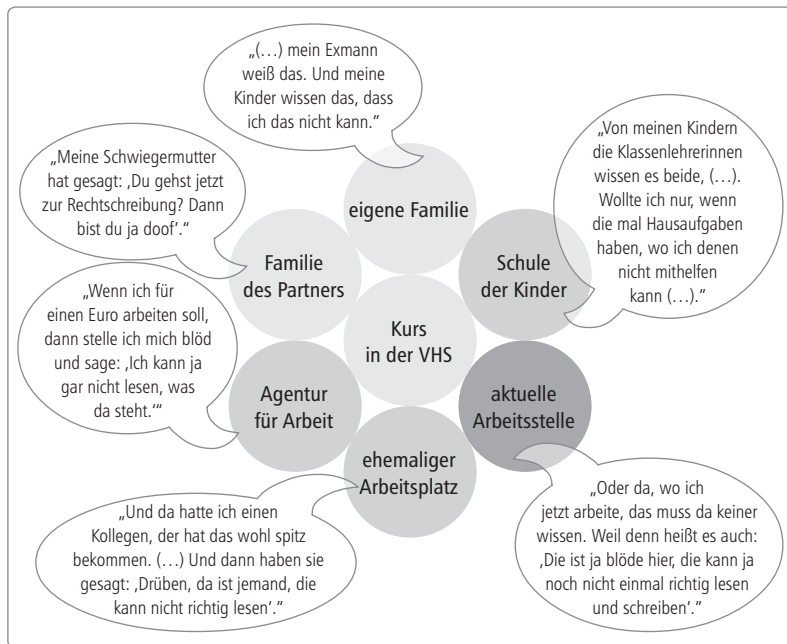 „(…) mein Exmann
weiß das. Und meine
Kinder wissen das, dass
ich das nicht kann.“
„Meine Schwiegermutter
hat gesagt: ‚Du gehst jetzt
zur Rechtschreibung? Dann
bist du ja doof‘.“
eigene Familie
„Von meinen Kindern
die Klassenlehrerinnen
wissen es beide, (…).
Wollte ich nur, wenn
die mal Hausaufgaben
haben, wo ich denen
nicht mithelfen
kann (…).“
Familie
des Partners
Schule
der Kinder
„Wenn ich für
einen Euro arbeiten soll,
dann stelle ich mich blöd
und sage: ‚Ich kann ja
gar nicht lesen, was
da steht.‘“
Kurs
in der VHS
Agentur
für Arbeit
aktuelle
Arbeitsstelle
ehemaliger
Arbeitsplatz
„Und da hatte ich einen
Kollegen, der hat das wohl spitz
bekommen. (…) Und dann haben sie
gesagt: ‚Drüben, da ist jemand, die
kann nicht richtig lesen‘.“
„Oder da, wo ich
jetzt arbeite, das muss da keiner
wissen. Weil denn heißt es auch:
‚Die ist ja blöde hier, die kann ja
noch nicht einmal richtig lesen
und schreiben‘.“